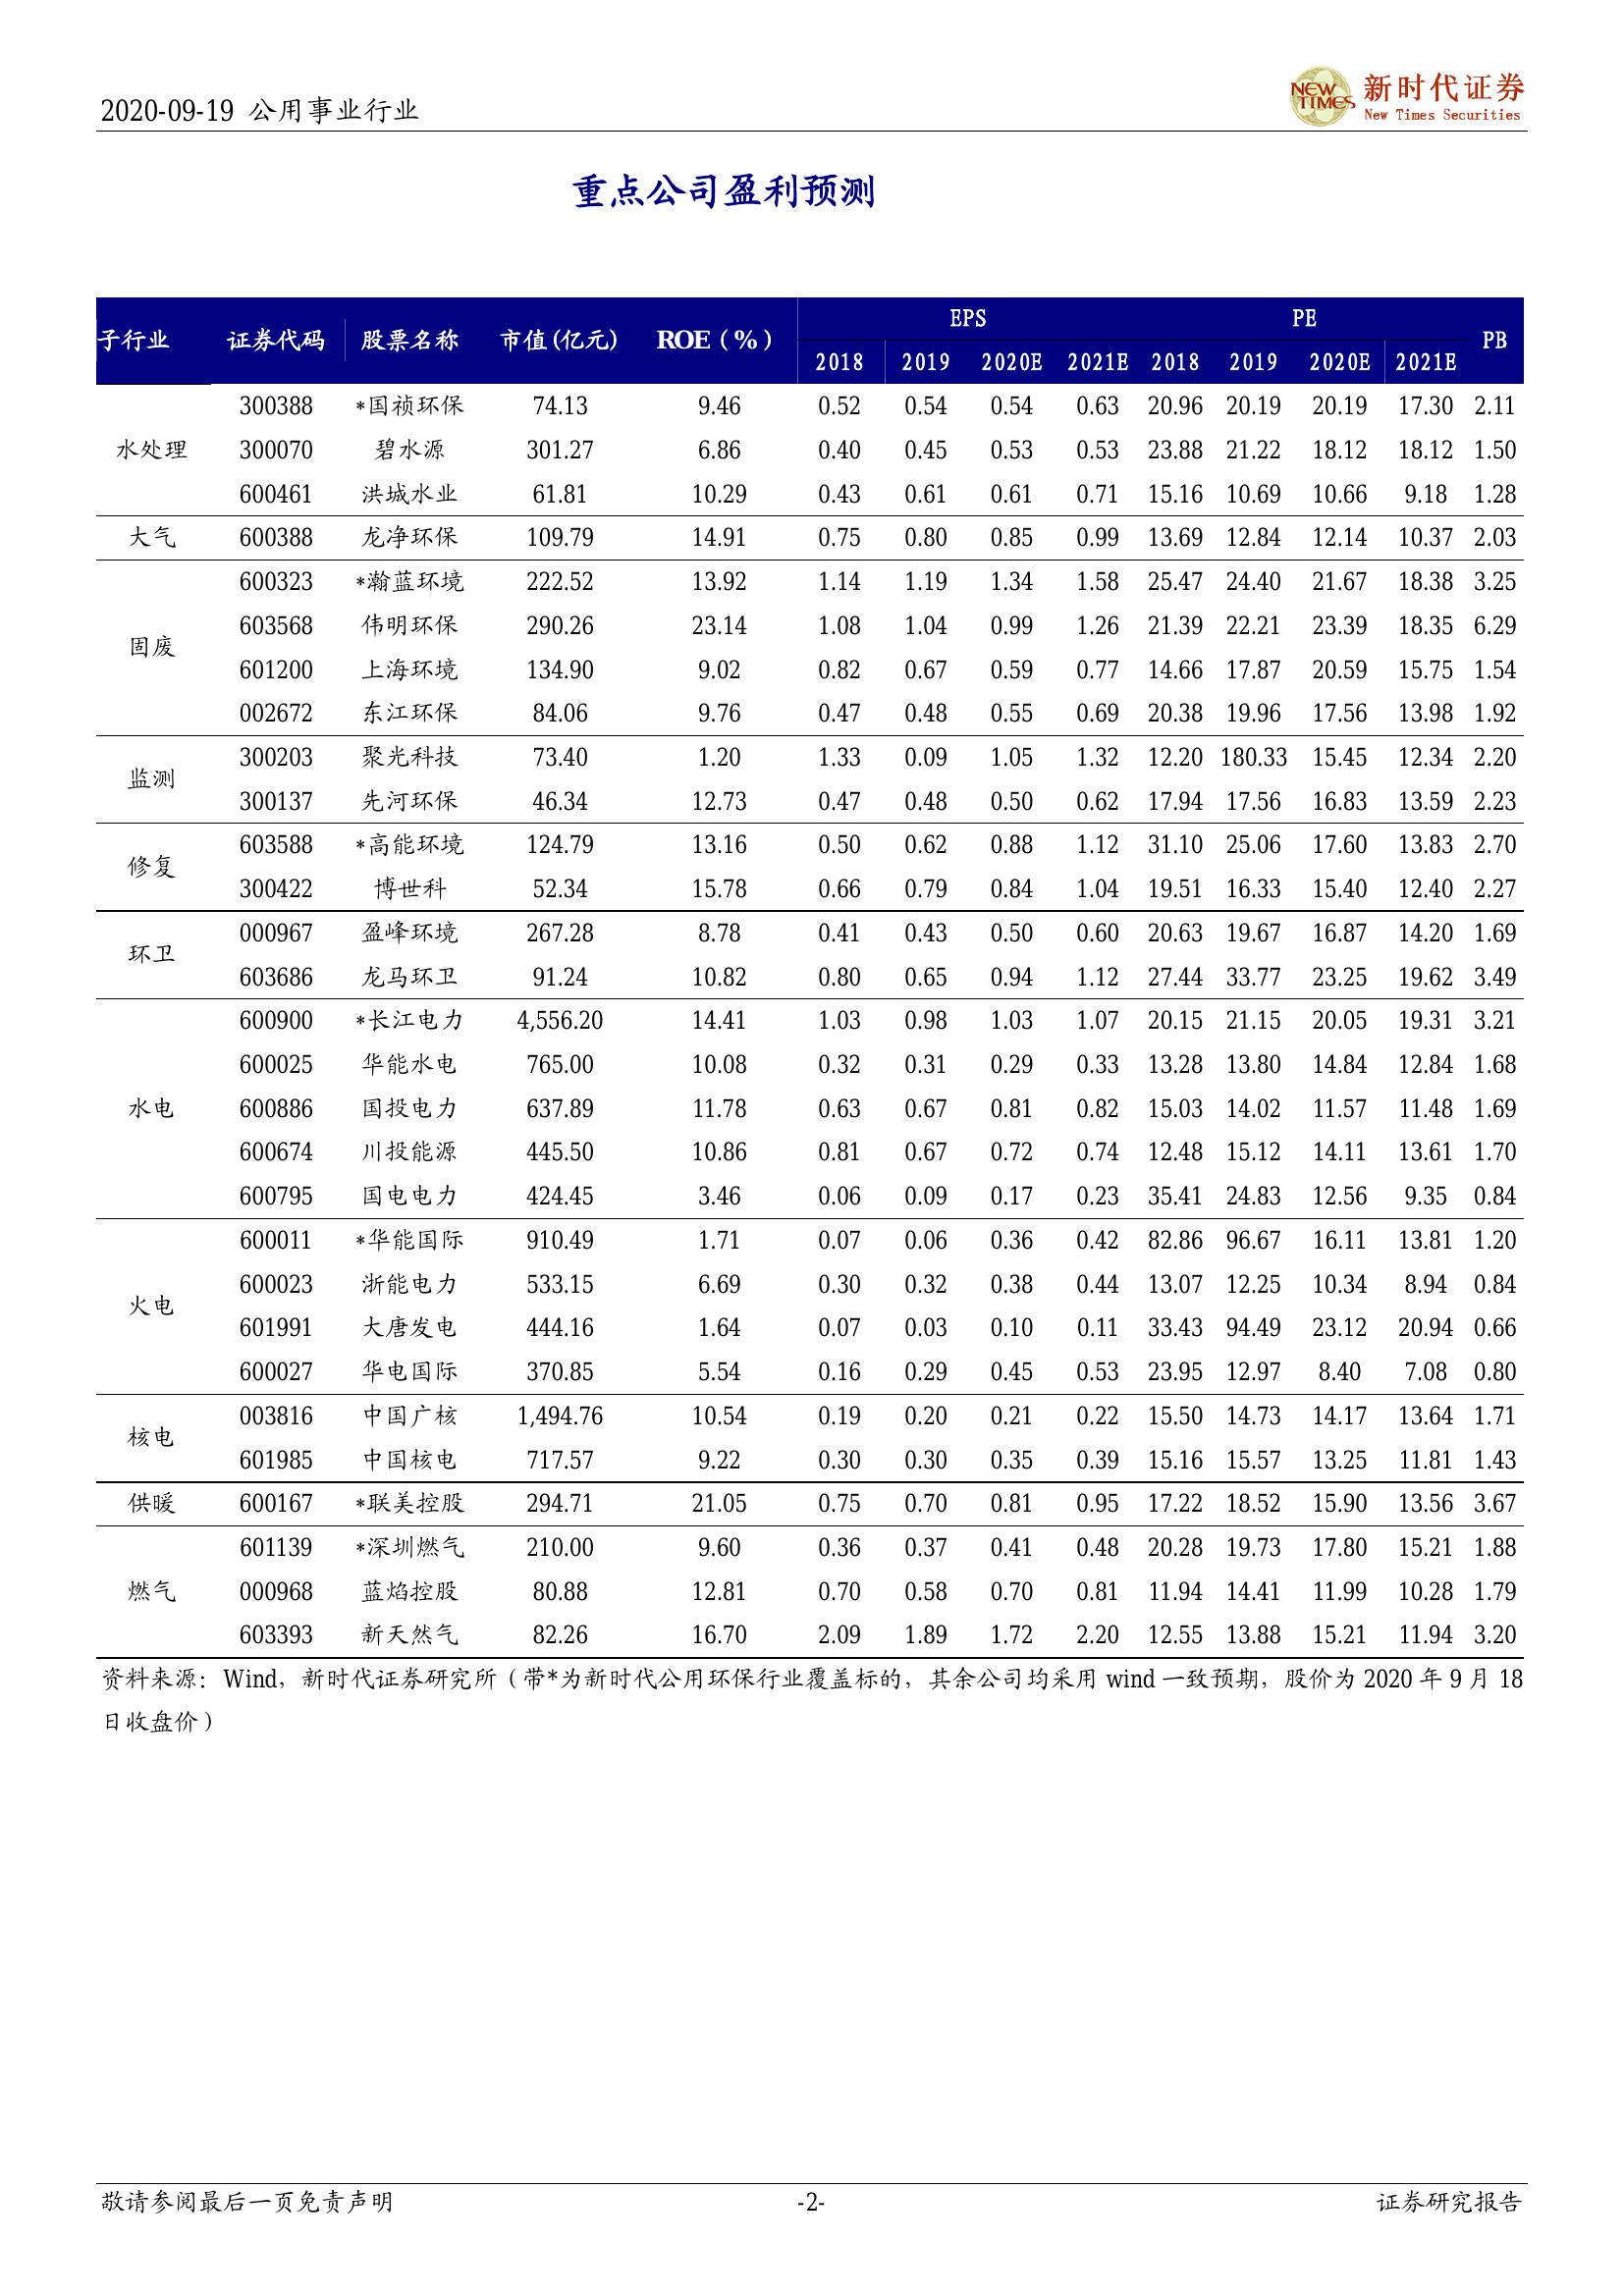 2020-09-19 公用事业行业
NEW TIMES 新时代证券
New Times Securities
重点公司盈利预测
子行业 证券代码 股票名称 市值(亿元) ROE（%） EPS PE PB
2018 2019 2020E 2021E 2018 2019 2020E 2021E
水处理 300388 *国祯环保 74.13 9.46 0.52 0.54 0.54 0.63 20.96 20.19 20.19 17.30 2.11
300070 碧水源 301.27 6.86 0.40 0.45 0.53 0.53 23.88 21.22 18.12 18.12 1.50
600461 洪城水业 61.81 10.29 0.43 0.61 0.61 0.71 15.16 10.69 10.66 9.18 1.28
大气 600388 龙净环保 109.79 14.91 0.75 0.80 0.85 0.99 13.69 12.84 12.14 10.37 2.03
固废 600323 *瀚蓝环境 222.52 13.92 1.14 1.19 1.34 1.58 25.47 24.40 21.67 18.38 3.25
603568 伟明环保 290.26 23.14 1.08 1.04 0.99 1.26 21.39 22.21 23.39 18.35 6.29
601200 上海环境 134.90 9.02 0.82 0.67 0.59 0.77 14.66 17.87 20.59 15.75 1.54
002672 东江环保 84.06 9.76 0.47 0.48 0.55 0.69 20.38 19.96 17.56 13.98 1.92
监测 300203 聚光科技 73.40 1.20 1.33 0.09 1.05 1.32 12.20 180.33 15.45 12.34 2.20
300137 先河环保 46.34 12.73 0.47 0.48 0.50 0.62 17.94 17.56 16.83 13.59 2.23
修复 603588 *高能环境 124.79 13.16 0.50 0.62 0.88 1.12 31.10 25.06 17.60 13.83 2.70
300422 博世科 52.34 15.78 0.66 0.79 0.84 1.04 19.51 16.33 15.40 12.40 2.27
环卫 000967 盈峰环境 267.28 8.78 0.41 0.43 0.50 0.60 20.63 19.67 16.87 14.20 1.69
603686 龙马环卫 91.24 10.82 0.80 0.65 0.94 1.12 27.44 33.77 23.25 19.62 3.49
水电 600900 *长江电力 4,556.20 14.41 1.03 0.98 1.03 1.07 20.15 21.15 20.05 19.31 3.21
600025 华能水电 765.00 10.08 0.32 0.31 0.29 0.33 13.28 13.80 14.84 12.84 1.68
600886 国投电力 637.89 11.78 0.63 0.67 0.81 0.82 15.03 14.02 11.57 11.48 1.69
600674 川投能源 445.50 10.86 0.81 0.67 0.72 0.74 12.48 15.12 14.11 13.61 1.70
600795 国电电力 424.45 3.46 0.06 0.09 0.17 0.23 35.41 24.83 12.56 9.35 0.84
火电 600011 *华能国际 910.49 1.71 0.07 0.06 0.36 0.42 82.86 96.67 16.11 13.81 1.20
600023 浙能电力 533.15 6.69 0.30 0.32 0.38 0.44 13.07 12.25 10.34 8.94 0.84
601991 大唐发电 444.16 1.64 0.07 0.03 0.10 0.11 33.43 94.49 23.12 20.94 0.66
600027 华电国际 370.85 5.54 0.16 0.29 0.45 0.53 23.95 12.97 8.40 7.08 0.80
核电 003816 中国广核 1,494.76 10.54 0.19 0.20 0.21 0.22 15.50 14.73 14.17 13.64 1.71
601985 中国核电 717.57 9.22 0.30 0.30 0.35 0.39 15.16 15.57 13.25 11.81 1.43
供暖 600167 *联美控股 294.71 21.05 0.75 0.70 0.81 0.95 17.22 18.52 15.90 13.56 3.67
燃气 601139 *深圳燃气 210.00 9.60 0.36 0.37 0.41 0.48 20.28 19.73 17.80 15.21 1.88
000968 蓝焰控股 80.88 12.81 0.70 0.58 0.70 0.81 11.94 14.41 11.99 10.28 1.79
603393 新天然气 82.26 16.70 2.09 1.89 1.72 2.20 12.55 13.88 15.21 11.94 3.20
资料来源：Wind，新时代证券研究所（带*为新时代公用环保行业覆盖标的，其余公司均采用 wind 一致预期，股价为 2020 年 9 月 18
日收盘价）
敬请参阅最后一页免责声明 -2- 证券研究报告